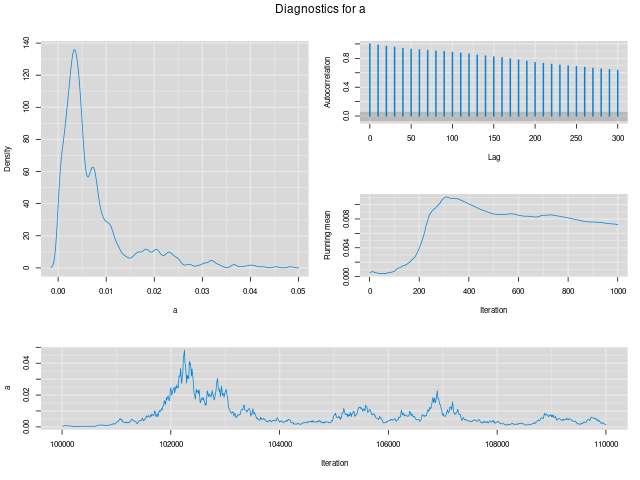 Diagnostics for a
Density
0 20 40 60 80 100 120 140
0.00 0.01 0.02 0.03 0.04 0.05
a
Autocorrelation
0.0 0.4 0.8
0 50 100 150 200 250 300
Lag
Running mean
0.000 0.004 0.008
0 200 400 600 800 1000
Iteration
a
0.00 0.02 0.04
100000 102000 104000 106000 108000 110000
Iteration